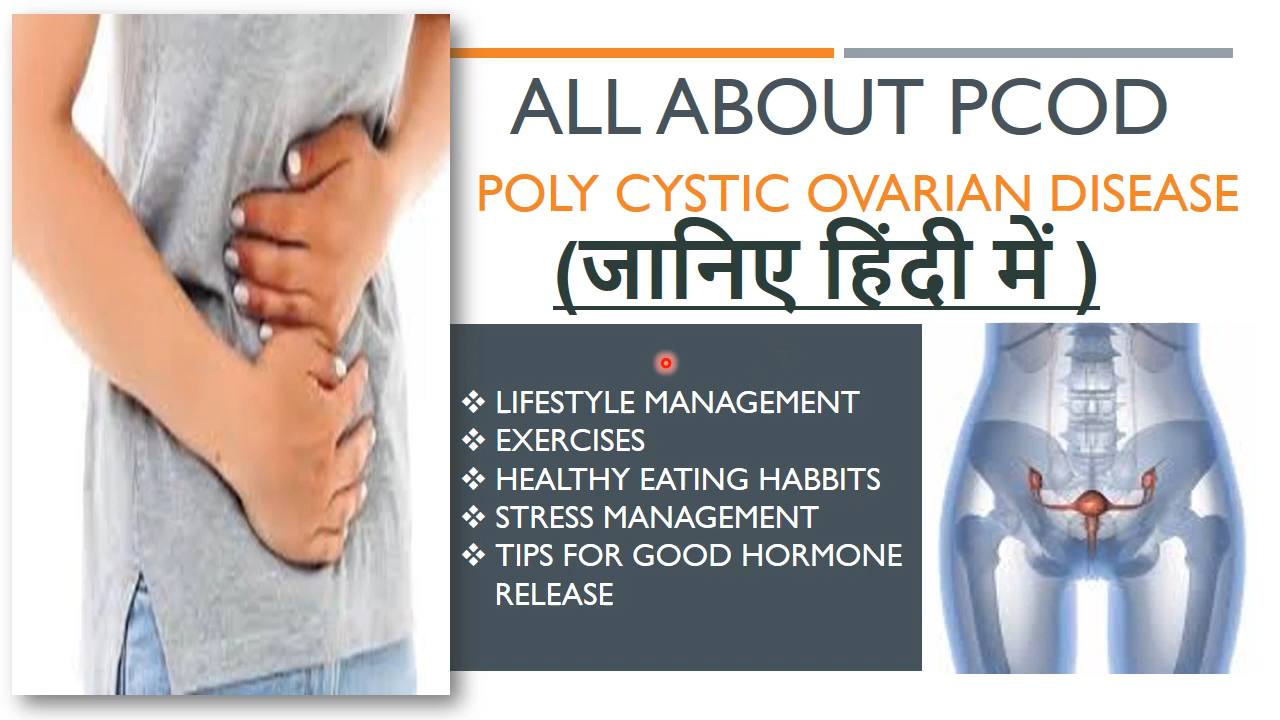 ALL ABOUT PCOD
POLY CYSTIC OVARIAN DISEASE
(जानिए हिंदी में )
❖ LIFESTYLE MANAGEMENT
❖ EXERCISES
❖ HEALTHY EATING HABBITS
❖ STRESS MANAGEMENT
❖ TIPS FOR GOOD HORMONE
RELEASE